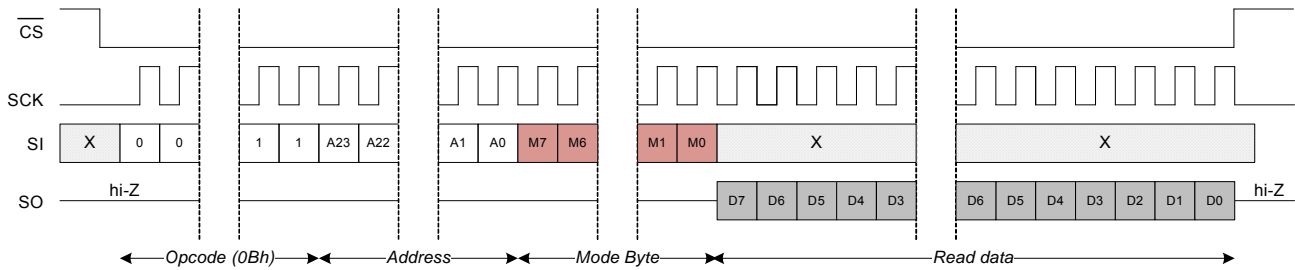 CS
SCK
SI X 0 0 1 1 A23 A22 A1 A0 M7 M6 M1 M0 X X
hi-Z hi-Z
SO D7 D6 D5 D4 D3 D6 D5 D4 D3 D2 D1 D0
Opcode (0Bh) Address Mode Byte Read data